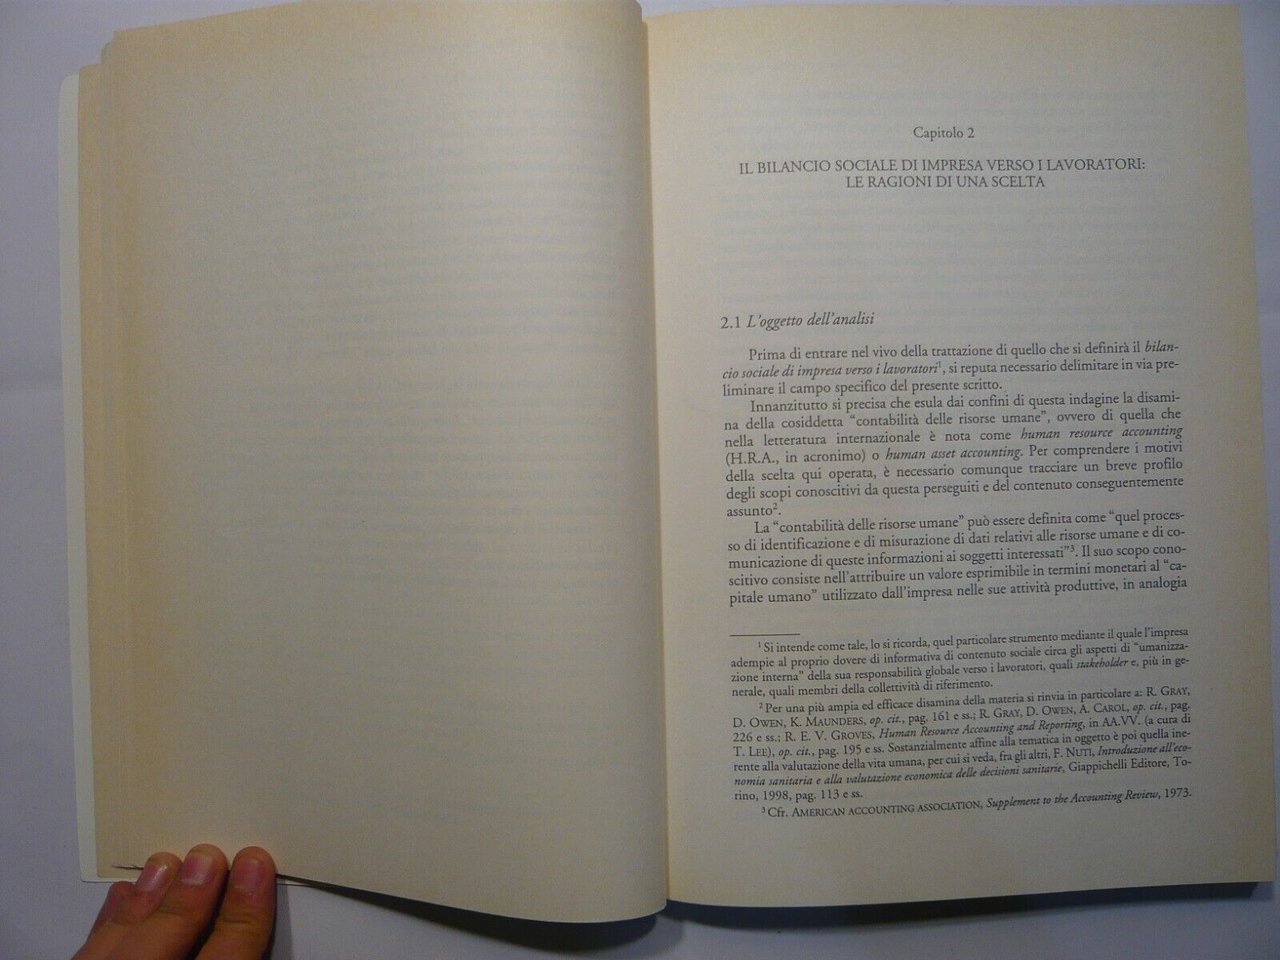 Capitolo 2
IL BILANCIO SOCIALE DI IMPRESA VERSO I LAVORATORI:
LE RAGIONI DI UNA SCELTA
2.1 L'oggetto dell'analisi
Prima di entrare nel vivo della trattazione di quello che si definirà il bilan-
cio sociale di impresa verso i lavoratori¹, si reputa necessario delimitare in via pre-
liminare il campo specifico del presente scritto.
Innanzitutto si precisa che esula dai confini di questa indagine la disami-
na della cosiddetta “contabilità delle risorse umane”, ovvero di quella che
nella letteratura internazionale è nota come human resource accounting
(H.R.A., in acronimo) o human asset accounting. Per comprendere i motivi
della scelta qui operata, è necessario comunque tracciare un breve profilo
degli scopi conoscitivi da questa perseguiti e del contenuto conseguentemente
assunto².
La “contabilità delle risorse umane” può essere definita come “quel proces-
so di identificazione e di misurazione di dati relativi alle risorse umane e di co-
municazione di queste informazioni ai soggetti interessati”³. Il suo scopo cono-
scitivo consiste nell'attribuire un valore esprimibile in termini monetari al “ca-
pitale umano” utilizzato dall'impresa nelle sue attività produttive, in analogia
¹ Si intende come tale, lo si ricorda, quel particolare strumento mediante il quale l'impresa
adempie al proprio dovere di informativa di contenuto sociale circa gli aspetti di “umanizza-
zione interna” della sua responsabilità globale verso i lavoratori, quali stakeholder e, più in ge-
nerale, quali membri della collettività di riferimento.
² Per una più ampia ed efficace disamina della materia si rinvia in particolare a: R. GRAY,
D. OWEN, K. MAUNDERS, op. cit., pag. 161 e ss.; R. GRAY, D. OWEN, A. CAROL, op. cit., pag.
226 e ss.; R. E. V. GROVES, Human Resource Accounting and Reporting, in AA.VV. (a cura di
T. LEE), op. cit., pag. 195 e ss. Sostanzialmente affine alla tematica in oggetto è poi quella ine-
rente alla valutazione della vita umana, per cui si veda, fra gli altri, F. NUTI, Introduzione all'eco-
nomia sanitaria e alla valutazione economica delle decisioni sanitarie, Giappichelli Editore, To-
rino, 1998, pag. 113 e ss.
³ Cfr. AMERICAN ACCOUNTING ASSOCIATION, Supplement to the Accounting Review, 1973.